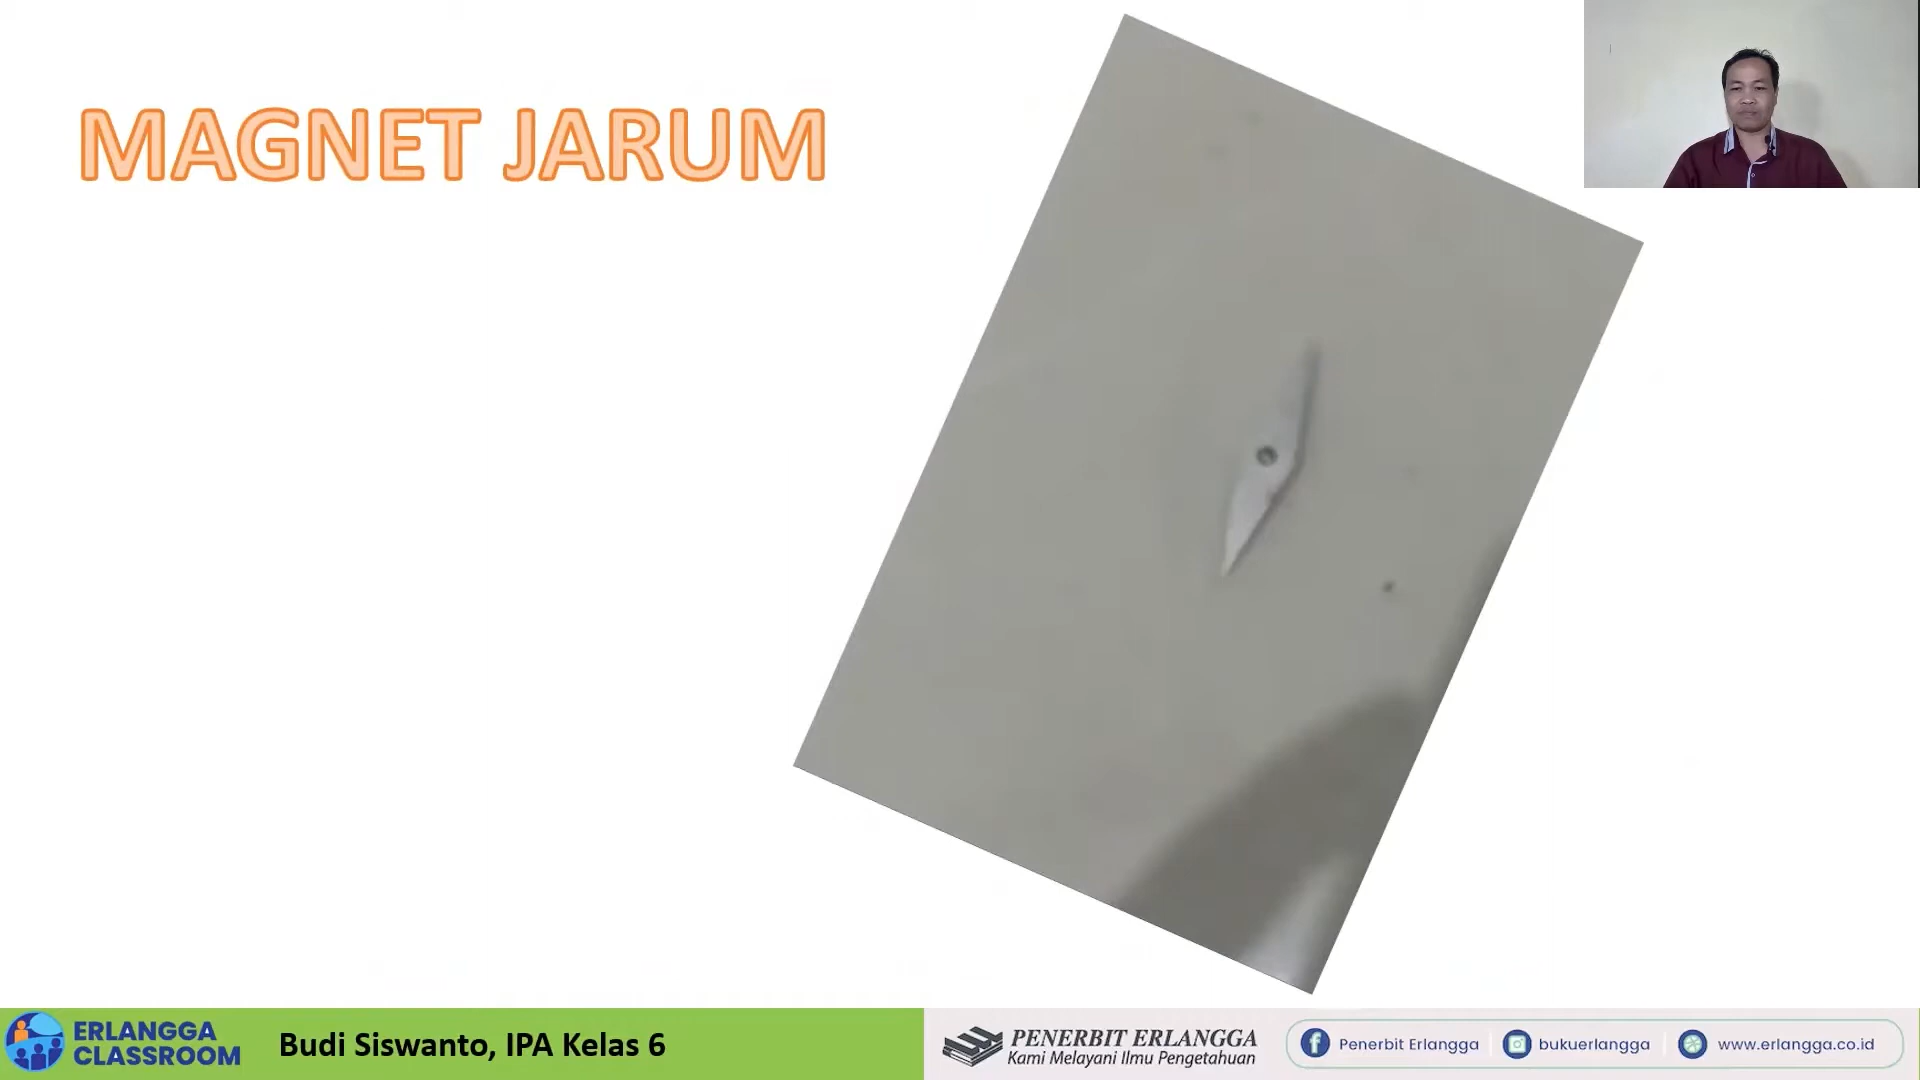 MAGNET JARUM
ERLANGGA
CLASSROOM
Budi Siswanto, IPA Kelas 6
PENERBIT ERLANGGA
Kami Melayani Ilmu Pengetahuan
Penerbit Erlangga
bukuerlangga
www.erlangga.co.id